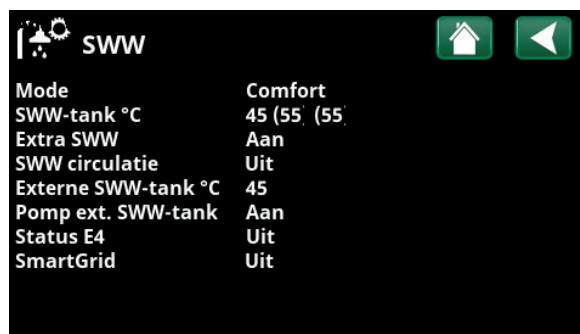 SWW
Mode Comfort
SWW-tank °C 45 (55) (55)
Extra SWW Aan
SWW circulatie Uit
Externe SWW-tank °C 45
Pomp ext. SWW-tank Aan
Status E4 Uit
SmartGrid Uit